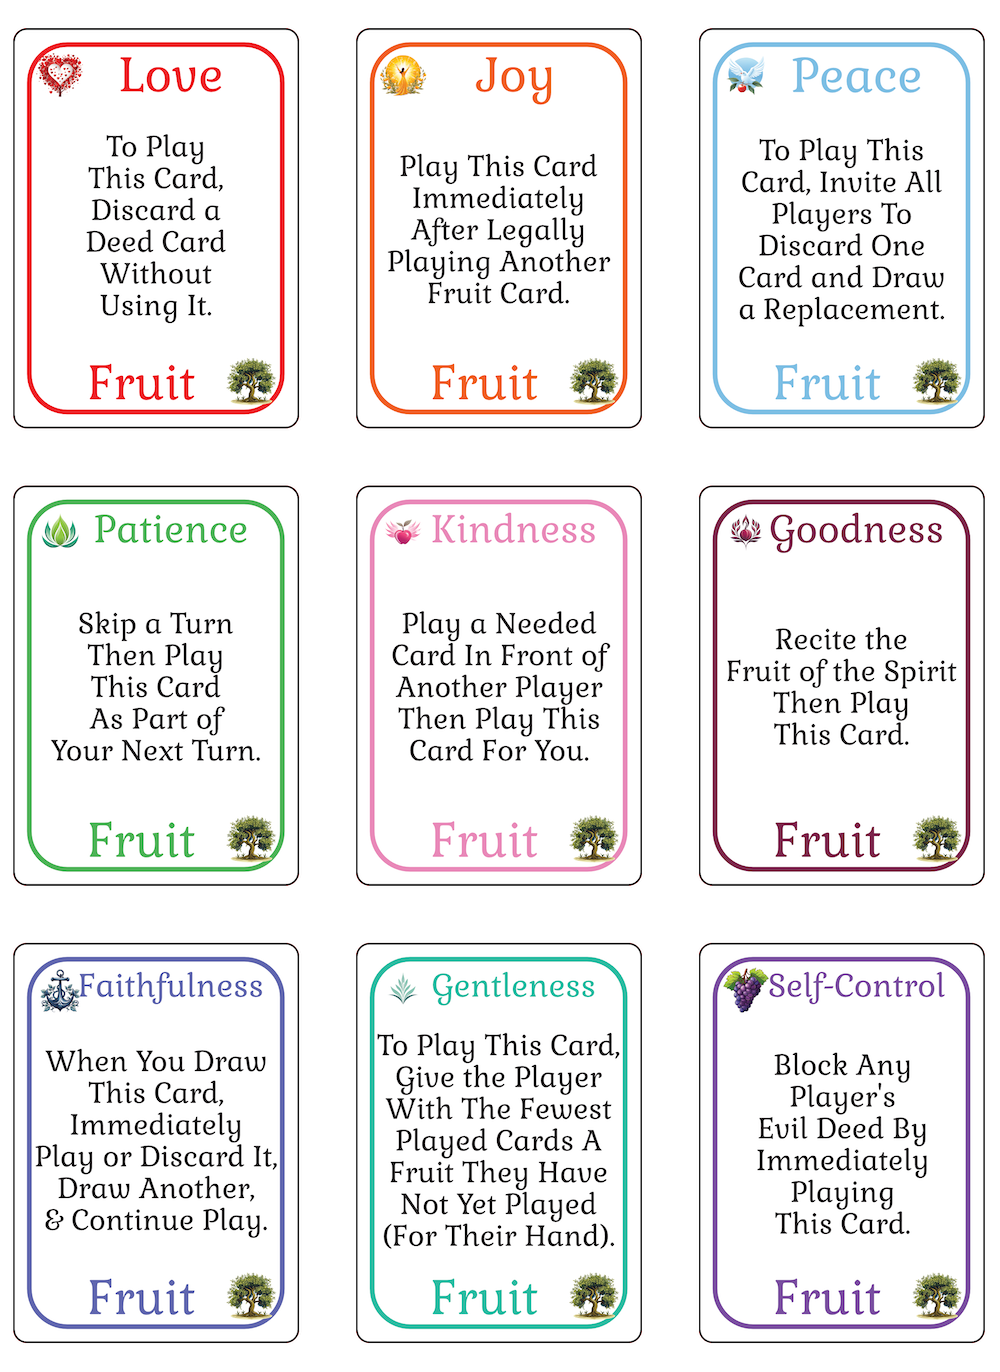 Love
To Play
This Card,
Discard a
Deed Card
Without
Using It.
Fruit
Joy
Play This Card
Immediately
After Legally
Playing Another
Fruit Card.
Fruit
Peace
To Play This
Card, Invite All
Players To
Discard One
Card and Draw
a Replacement.
Fruit
Patience
Skip a Turn
Then Play
This Card
As Part of
Your Next Turn.
Fruit
Kindness
Play a Needed
Card In Front of
Another Player
Then Play This
Card For You.
Fruit
Goodness
Recite the
Fruit of the Spirit
Then Play
This Card.
Fruit
Faithfulness
When You Draw
This Card,
Immediately
Play or Discard It,
Draw Another,
& Continue Play.
Fruit
Gentleness
To Play This Card,
Give the Player
With The Fewest
Played Cards A
Fruit They Have
Not Yet Played
(For Their Hand).
Fruit
Self-Control
Block Any
Player's
Evil Deed By
Immediately
Playing
This Card.
Fruit